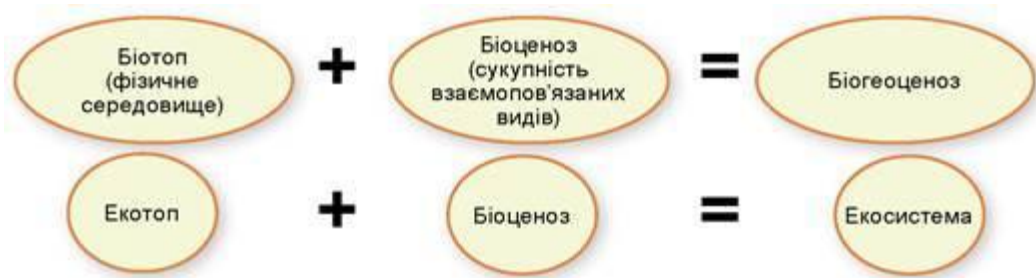 Біотоп
(фізичне
середовище)
+
Біоценоз
(сукупність
взаємопов'язаних
видів)
=
Біогеоценоз
Екотоп
+
Біоценоз
=
Екосистема